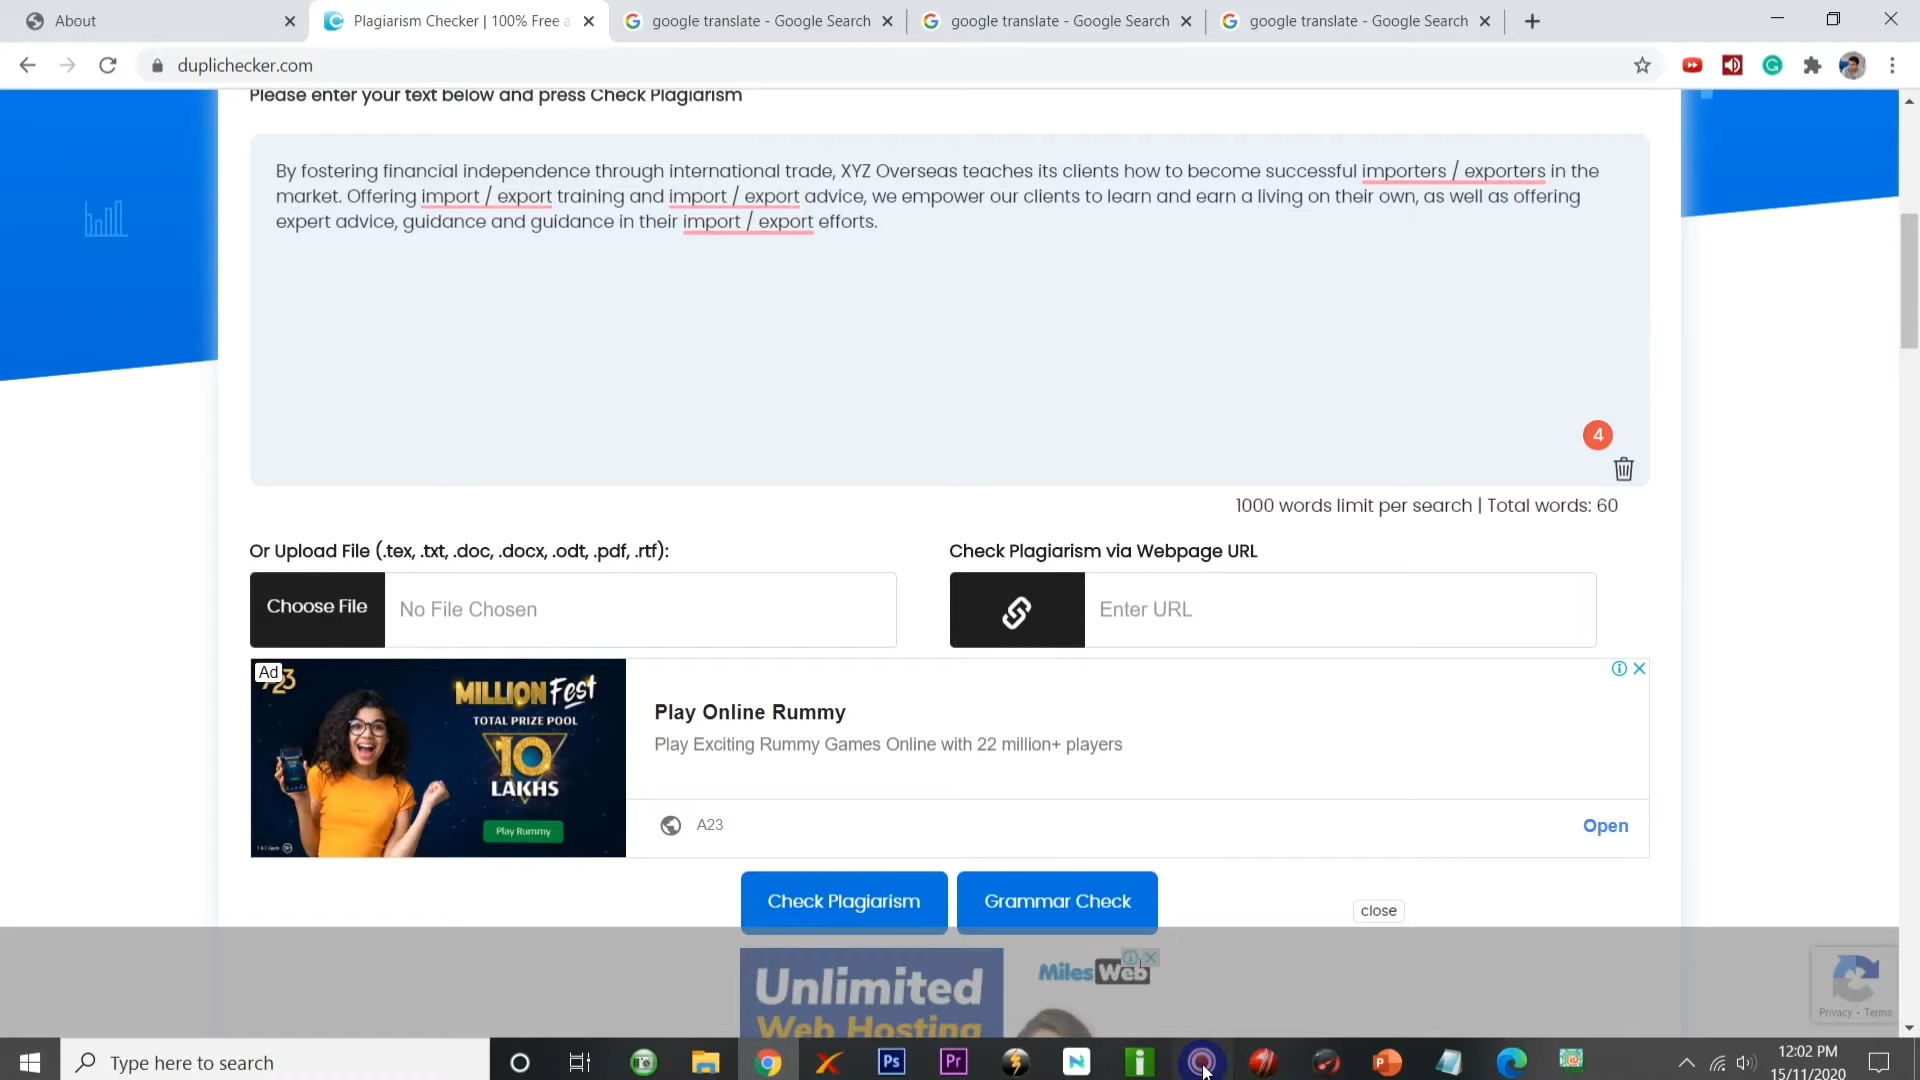 About
Plagiarism Checker | 100% Free a
google translate - Google Search
google translate - Google Search
google translate - Google Search
duplichecker.com
Please enter your text below and press Check Plagiarism
By fostering financial independence through international trade, XYZ Overseas teaches its clients how to become successful importers / exporters in the
market. Offering import / export training and import / export advice, we empower our clients to learn and earn a living on their own, as well as offering
expert advice, guidance and guidance in their import / export efforts.
4
1000 words limit per search | Total words: 60
Or Upload File (.tex, .txt, .doc, .docx, .odt, .pdf, .rtf):
Check Plagiarism via Webpage URL
Choose File
No File Chosen
Enter URL
Ad
MILLION Fest
TOTAL PRIZE POOL
10
LAKHS
Play Rummy
Play Online Rummy
Play Exciting Rummy Games Online with 22 million+ players
A23
Open
Check Plagiarism
Grammar Check
close
Unlimited
Web Hosting
MilesWeb
Privacy - Terms
Type here to search
Ps
Pr
12:02 PM
15/11/2020